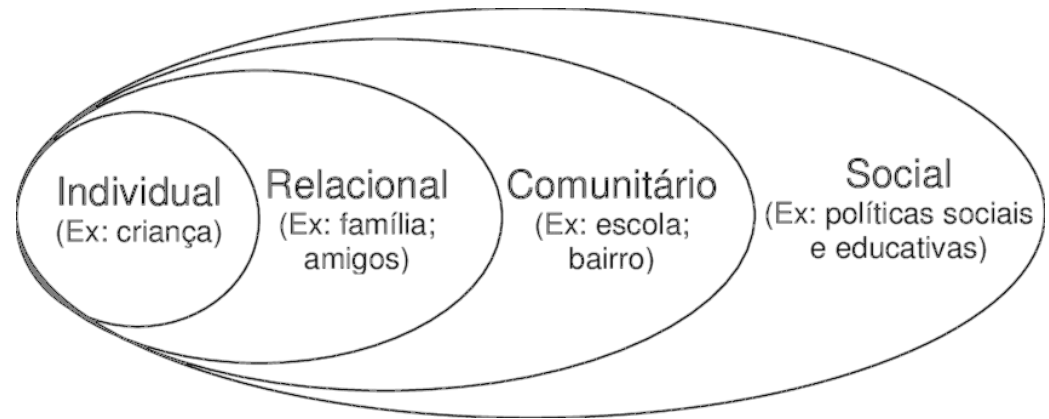 Individual
(Ex: criança)
Relacional
(Ex: família;
amigos)
Comunitário
(Ex: escola;
bairro)
Social
(Ex: políticas sociais
e educativas)